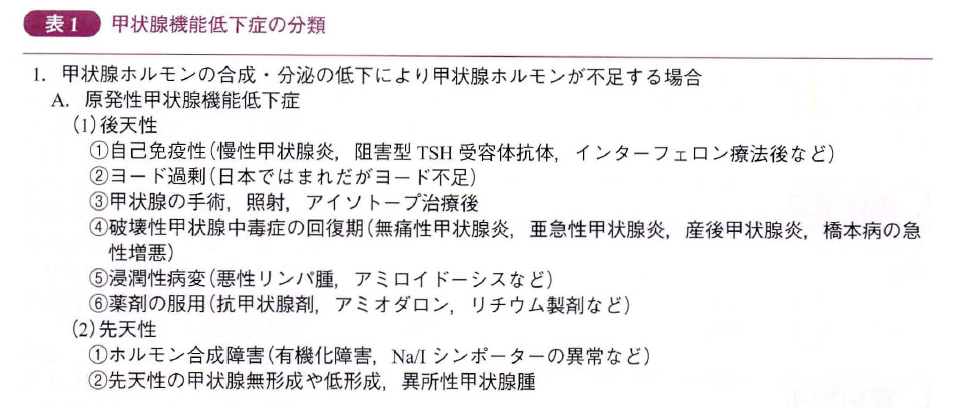 表1 甲状腺機能低下症の分類
1. 甲状腺ホルモンの合成・分泌の低下により甲状腺ホルモンが不足する場合
A. 原発性甲状腺機能低下症
(1)後天性
①自己免疫性(慢性甲状腺炎，阻害型 TSH 受容体抗体，インターフェロン療法後など)
②ヨード過剰(日本ではまれだがヨード不足)
③甲状腺の手術，照射，アイソトープ治療後
④破壊性甲状腺中毒症の回復期(無痛性甲状腺炎，亜急性甲状腺炎，産後甲状腺炎，橋本病の急
性増悪)
⑤浸潤性病変(悪性リンパ腫，アミロイドーシスなど)
⑥薬剤の服用(抗甲状腺剤，アミオダロン，リチウム製剤など)
(2)先天性
①ホルモン合成障害(有機化障害，Na/I シンポーターの異常など)
②先天性の甲状腺無形成や低形成，異所性甲状腺腫